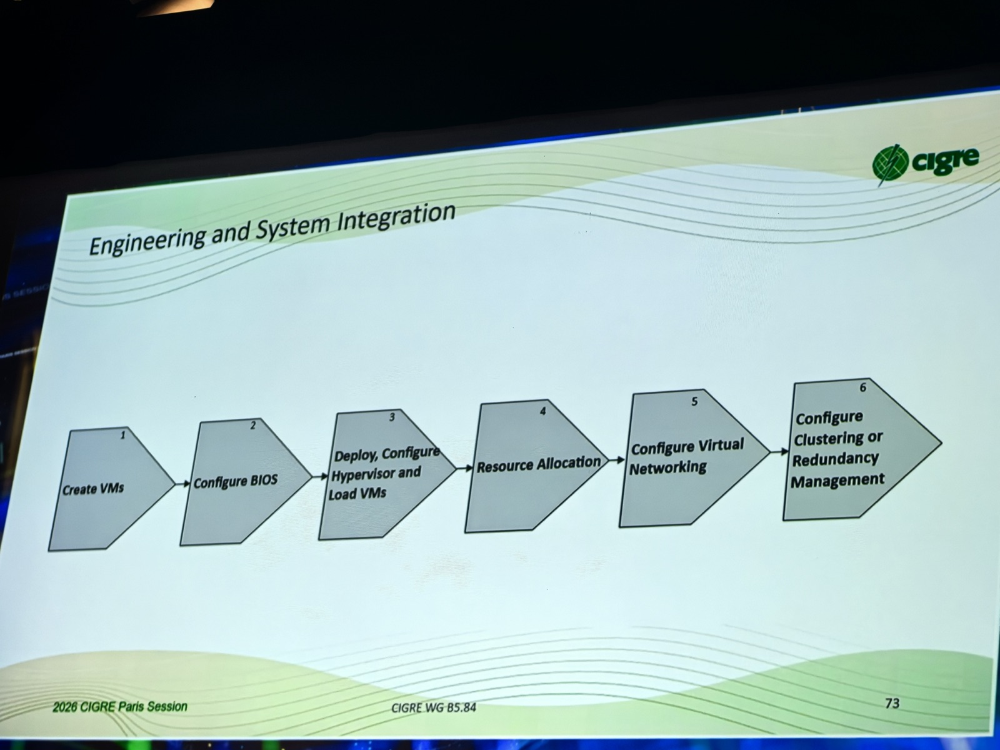 cigre
Engineering and System Integration
1
Create VMs
2
Configure BIOS
3
Deploy, Configure
Hypervisor and
Load VMs
4
Resource Allocation
5
Configure Virtual
Networking
6
Configure
Clustering or
Redundancy
Management
2026 CIGRE Paris Session
CIGRE WG B5.84
73